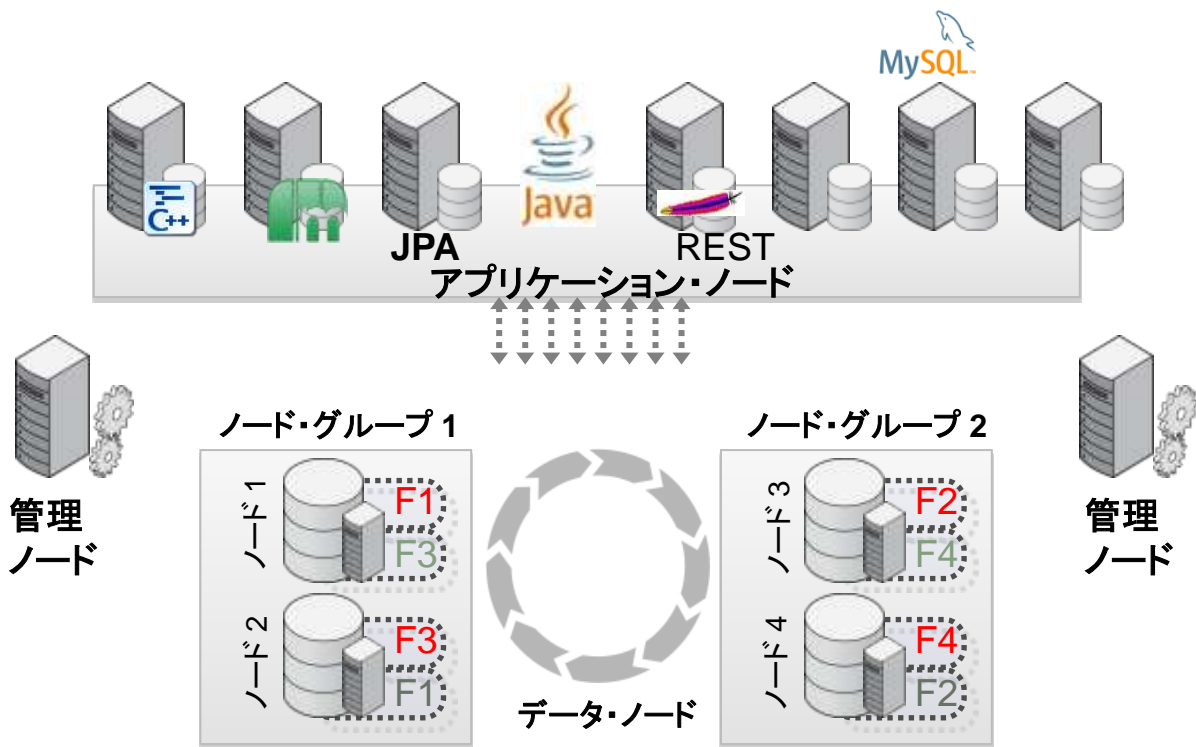 MySQL
C++
Java
JPA
REST
アプリケーション・ノード
管理
ノード
ノード・グループ 1
ノード 1
F1
F3
ノード 2
F3
F1
データ・ノード
ノード・グループ 2
ノード 3
F2
F4
ノード 4
F4
F2
管理
ノード